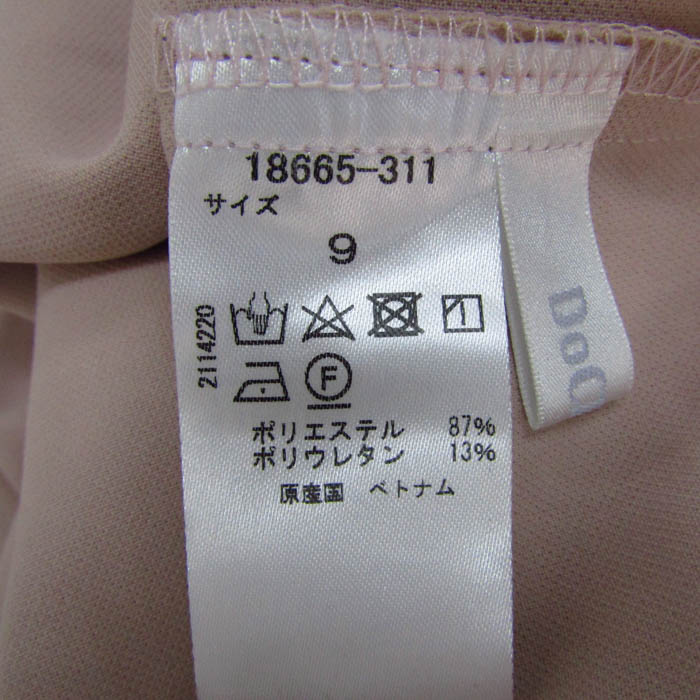 18665-311
サイズ
9
2114220
F
ポリエステル 87%
ポリウレタン 13%
原産国 ベトナム